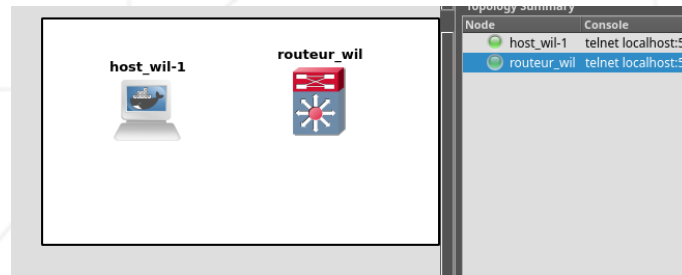 Topology Summary
Node Console
host_wil-1 telnet localhost:5
routeur_wil telnet localhost:5
host_wil-1
routeur_wil